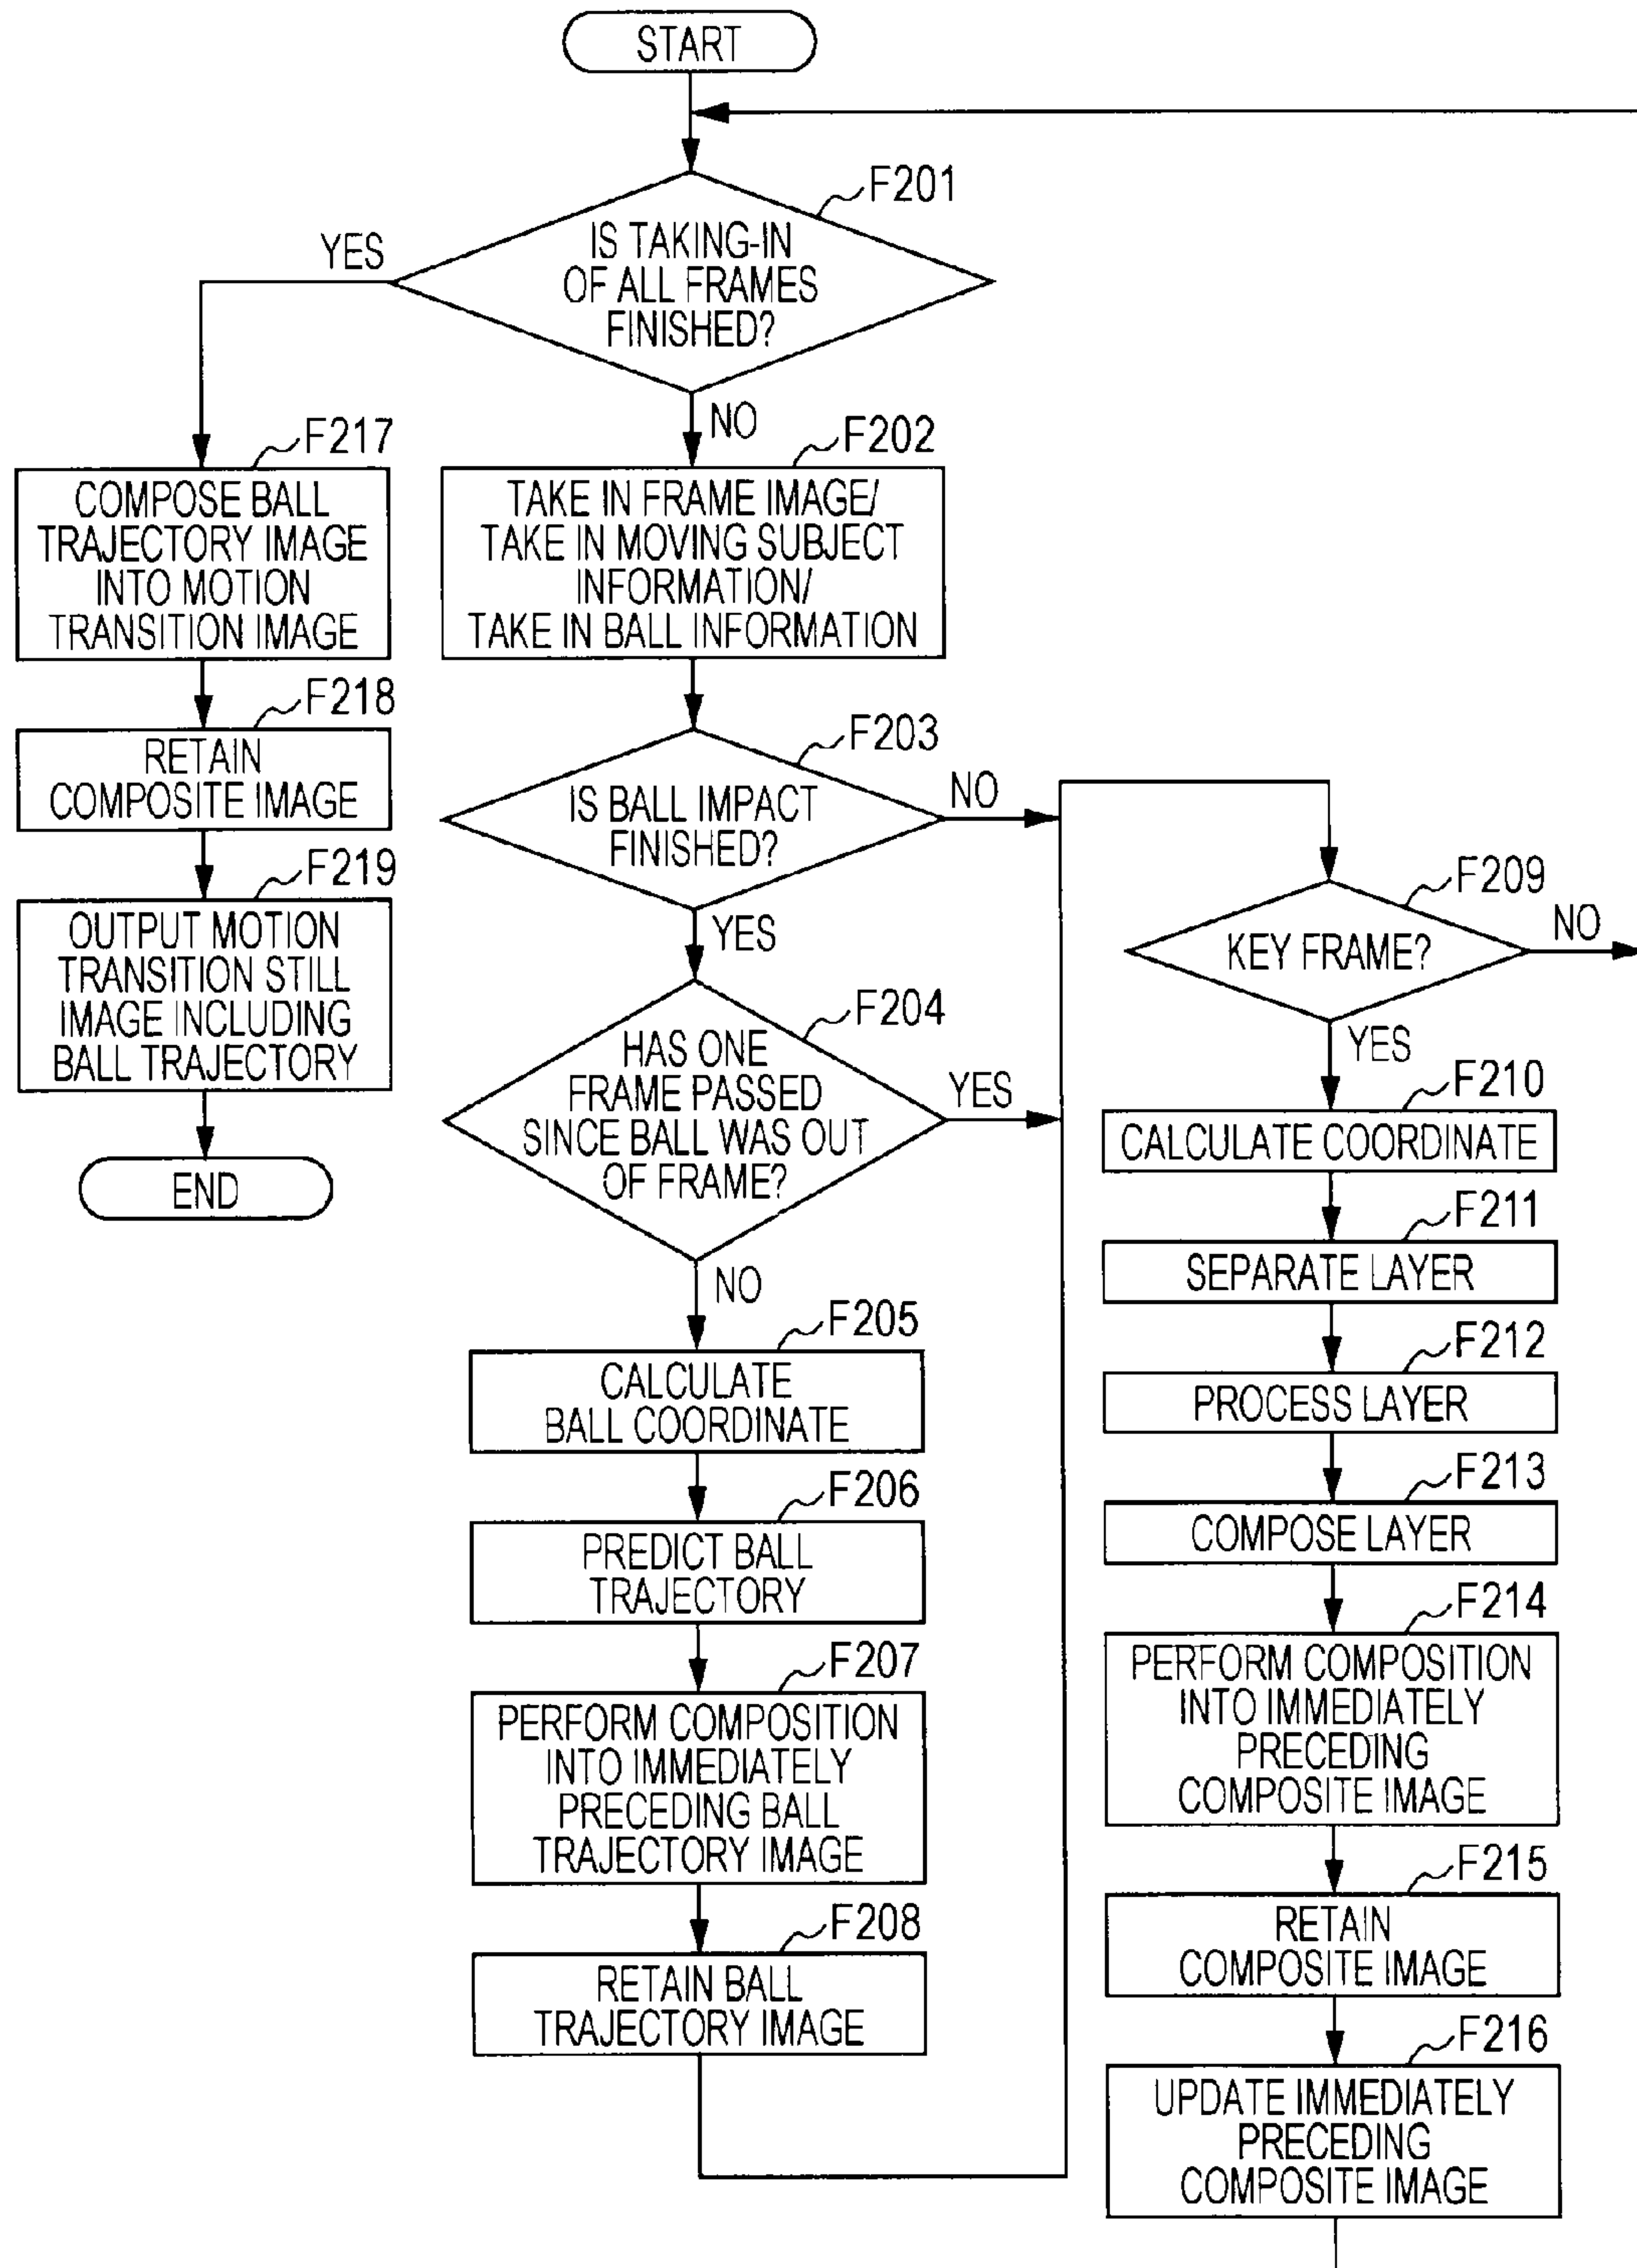 START
F201
IS TAKING-IN
OF ALL FRAMES
FINISHED?
YES
NO
F217
COMPOSE BALL
TRAJECTORY IMAGE
INTO MOTION
TRANSITION IMAGE
F218
RETAIN
COMPOSITE IMAGE
F219
OUTPUT MOTION
TRANSITION STILL
IMAGE INCLUDING
BALL TRAJECTORY
END
F202
TAKE IN FRAME IMAGE/
TAKE IN MOVING SUBJECT
INFORMATION/
TAKE IN BALL INFORMATION
F203
IS BALL IMPACT
FINISHED?
NO
YES
F204
HAS ONE
FRAME PASSED
SINCE BALL WAS OUT
OF FRAME?
YES
NO
F205
CALCULATE
BALL COORDINATE
F206
PREDICT BALL
TRAJECTORY
F207
PERFORM COMPOSITION
INTO IMMEDIATELY
PRECEDING BALL
TRAJECTORY IMAGE
F208
RETAIN BALL
TRAJECTORY IMAGE
F209
KEY FRAME?
NO
YES
F210
CALCULATE COORDINATE
F211
SEPARATE LAYER
F212
PROCESS LAYER
F213
COMPOSE LAYER
F214
PERFORM COMPOSITION
INTO IMMEDIATELY
PRECEDING
COMPOSITE IMAGE
F215
RETAIN
COMPOSITE IMAGE
F216
UPDATE IMMEDIATELY
PRECEDING
COMPOSITE IMAGE